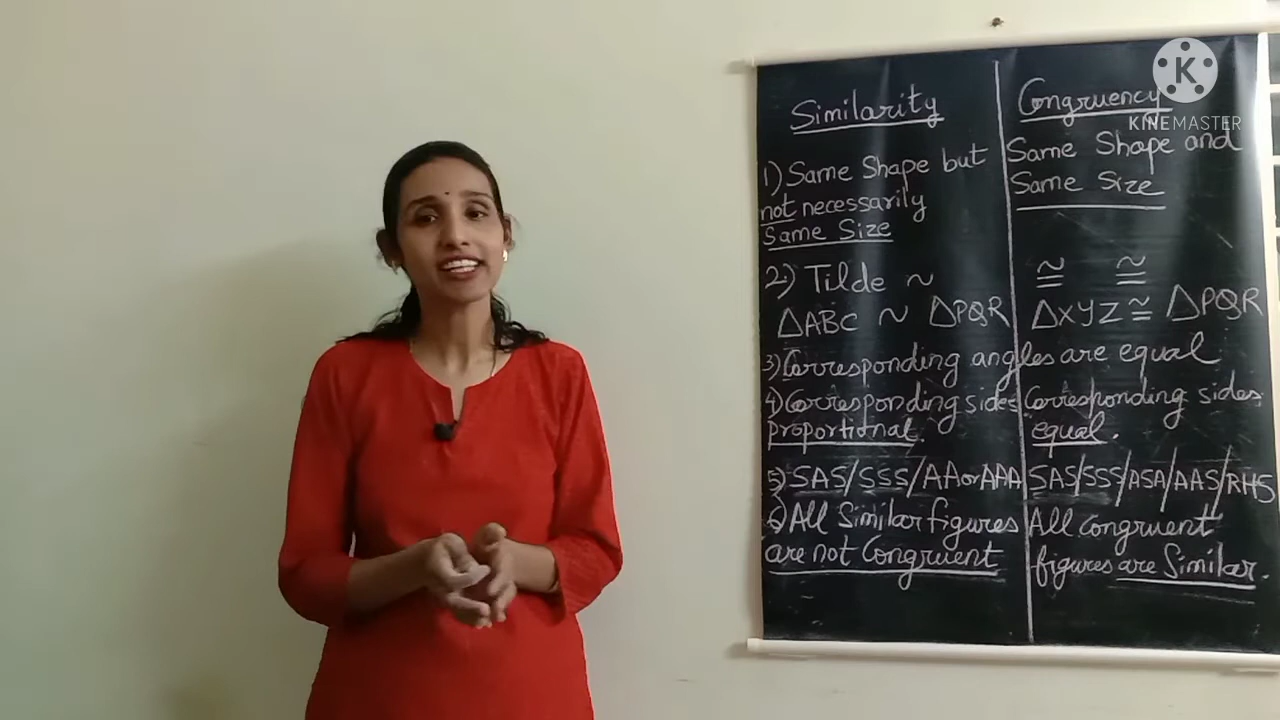 Similarity
1) Same Shape but
not necessarily
Same Size
2) Tilde ~
△ABC ~ △PQR
3) Corresponding angles are equal
4) Corresponding sides
proportional.
5) SAS/SSS/AA or AAA
6) All Similar figures
are not Congruent
Congruency
Same Shape and
Same Size
≅ ≅
△XYZ ≅ △PQR
Corresponding sides
equal.
SAS/SSS/ASA/AAS/RHS
All congruent
figures are Similar.
K
KINEMASTER